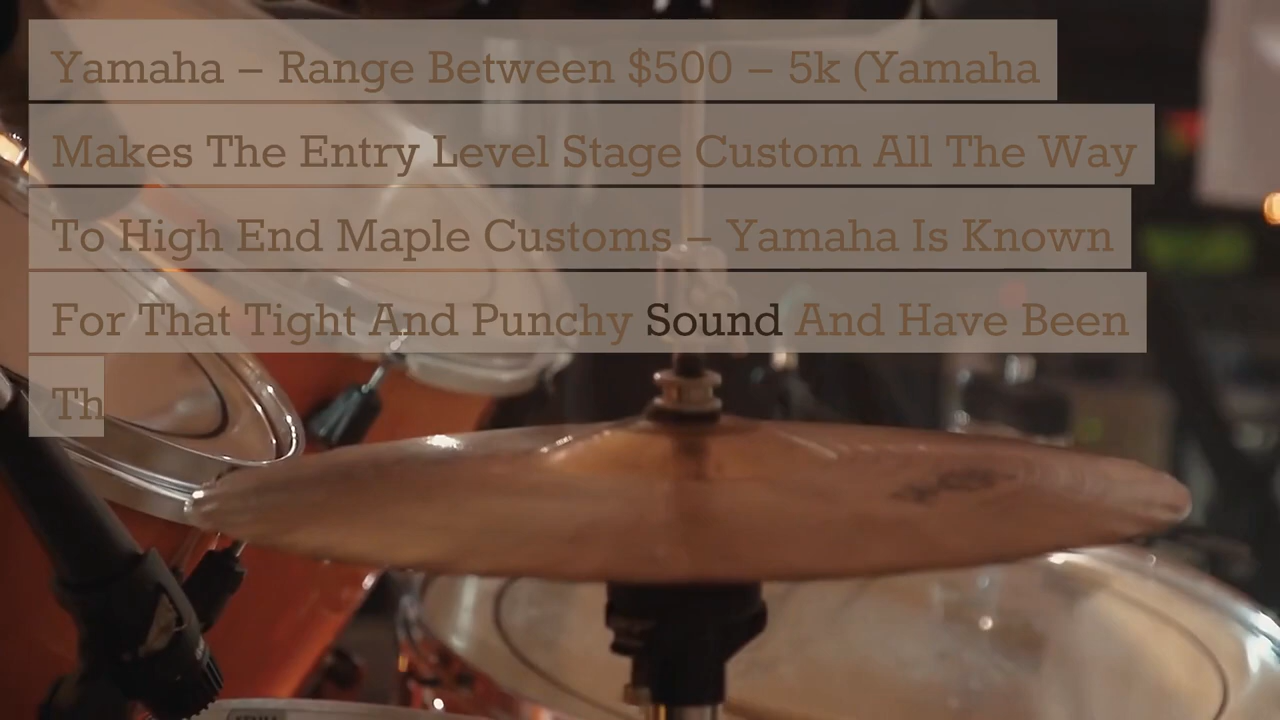 Yamaha – Range Between $500 – 5k (Yamaha
Makes The Entry Level Stage Custom All The Way
To High End Maple Customs – Yamaha Is Known
For That Tight And Punchy Sound And Have Been
Th